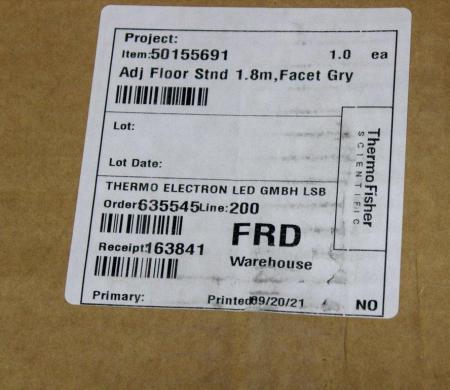 Project:
Item:50155691 1.0 ea
Adj Floor Stnd 1.8m,Facet Gry
Lot:
Lot Date:
ThermoFisher
SCIENTIFIC
THERMO ELECTRON LED GMBH LSB
Order635545Line:200
FRD
Receipt163841
Warehouse
Primary: Printed09/20/21 NO